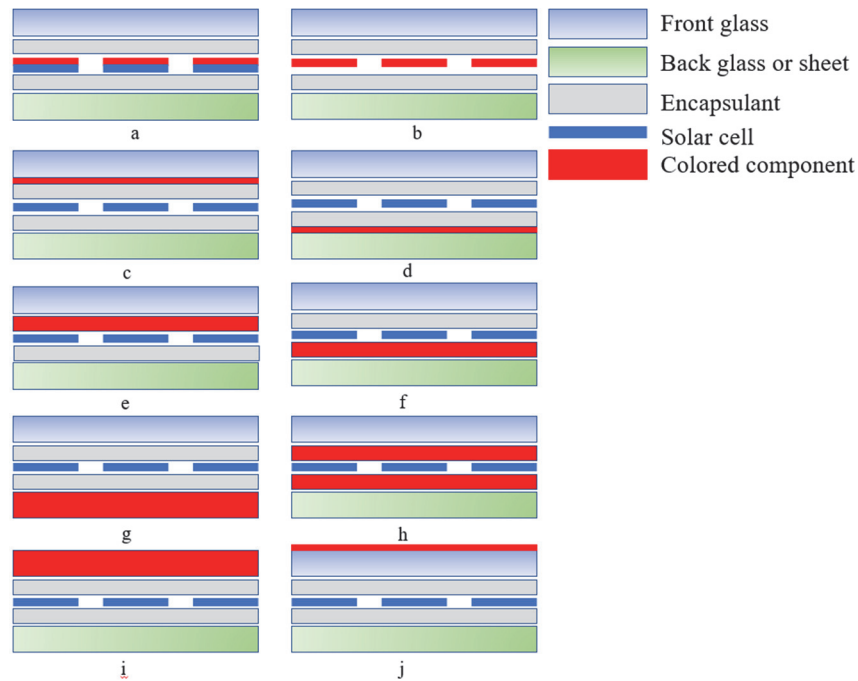 Front glass
Back glass or sheet
Encapsulant
Solar cell
Colored component
a
b
c
d
e
f
g
h
i
j